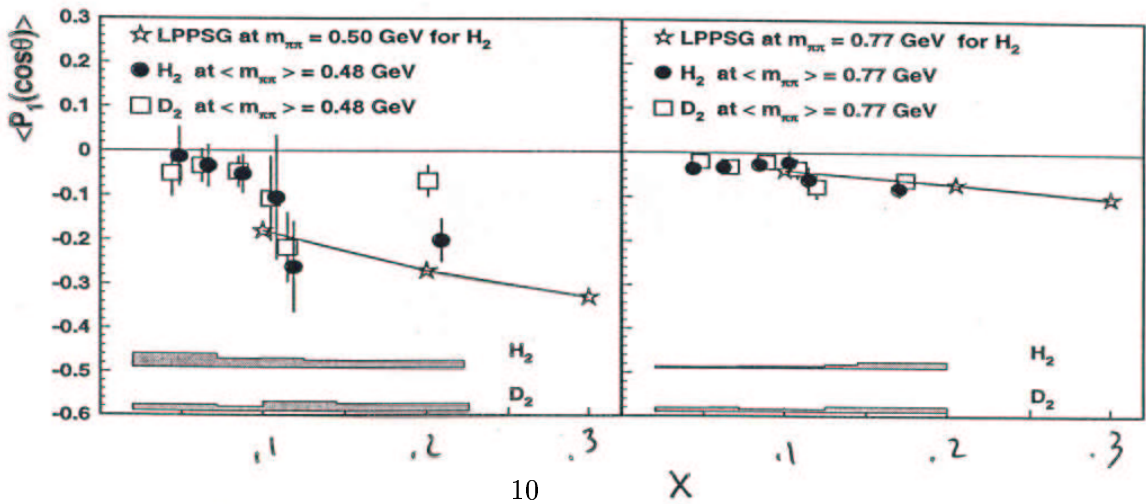 <P₁(cosθ)>
0.3
0.2
0.1
0
-0.1
-0.2
-0.3
-0.4
-0.5
-0.6
☆ LPPSG at mππ = 0.50 GeV for H₂
● H₂ at < mππ > = 0.48 GeV
□ D₂ at < mππ > = 0.48 GeV
H₂
D₂
☆ LPPSG at mππ = 0.77 GeV for H₂
● H₂ at < mππ > = 0.77 GeV
□ D₂ at < mππ > = 0.77 GeV
H₂
D₂
.1 .2 .3 .1 .2 .3
10 X